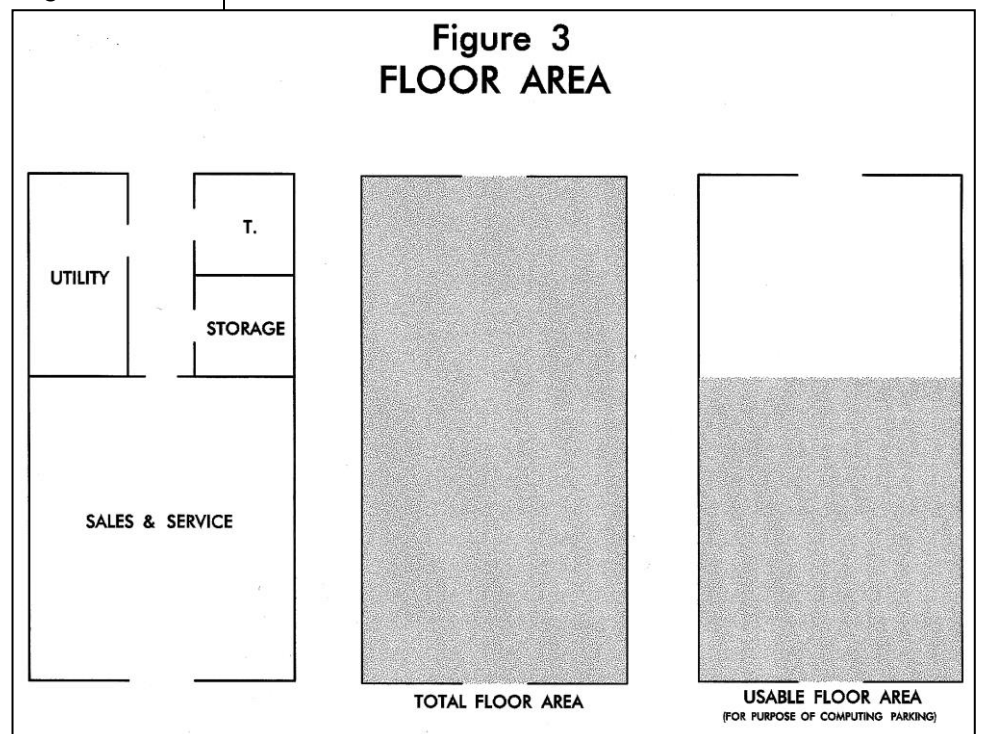 Figure 3
FLOOR AREA
T.
UTILITY
STORAGE
SALES & SERVICE
TOTAL FLOOR AREA
USABLE FLOOR AREA
(FOR PURPOSE OF COMPUTING PARKING)